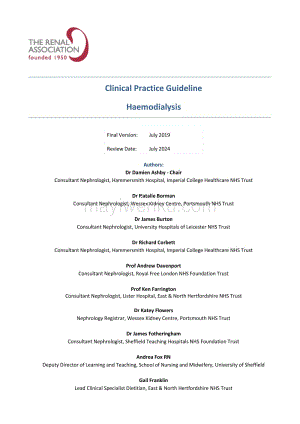 THE RENAL
ASSOCIATION
founded 1950
Clinical Practice Guideline
Haemodialysis
Final Version: July 2019
Review Date: July 2024
Authors:
Dr Damien Ashby - Chair
Consultant Nephrologist, Hammersmith Hospital, Imperial College Healthcare NHS Trust
Dr Natalie Borman
Consultant Nephrologist, Wessex Kidney Centre, Portsmouth NHS Trust
Dr James Burton
Consultant Nephrologist, University Hospitals of Leicester NHS Trust
Dr Richard Corbett
Consultant Nephrologist, Hammersmith Hospital, Imperial College Healthcare NHS Trust
Prof Andrew Davenport
Consultant Nephrologist, Royal Free London NHS Foundation Trust
Prof Ken Farrington
Consultant Nephrologist, Lister Hospital, East & North Hertfordshire NHS Trust
Dr Katey Flowers
Nephrology Registrar, Wessex Kidney Centre, Portsmouth NHS Trust
Dr James Fotheringham
Consultant Nephrologist, Sheffield Teaching Hospitals NHS Foundation Trust
Andrea Fox RN
Deputy Director of Learning and Teaching, School of Nursing and Midwifery, University of Sheffield
Gail Franklin
Lead Clinical Specialist Dietitian, East & North Hertfordshire NHS Trust